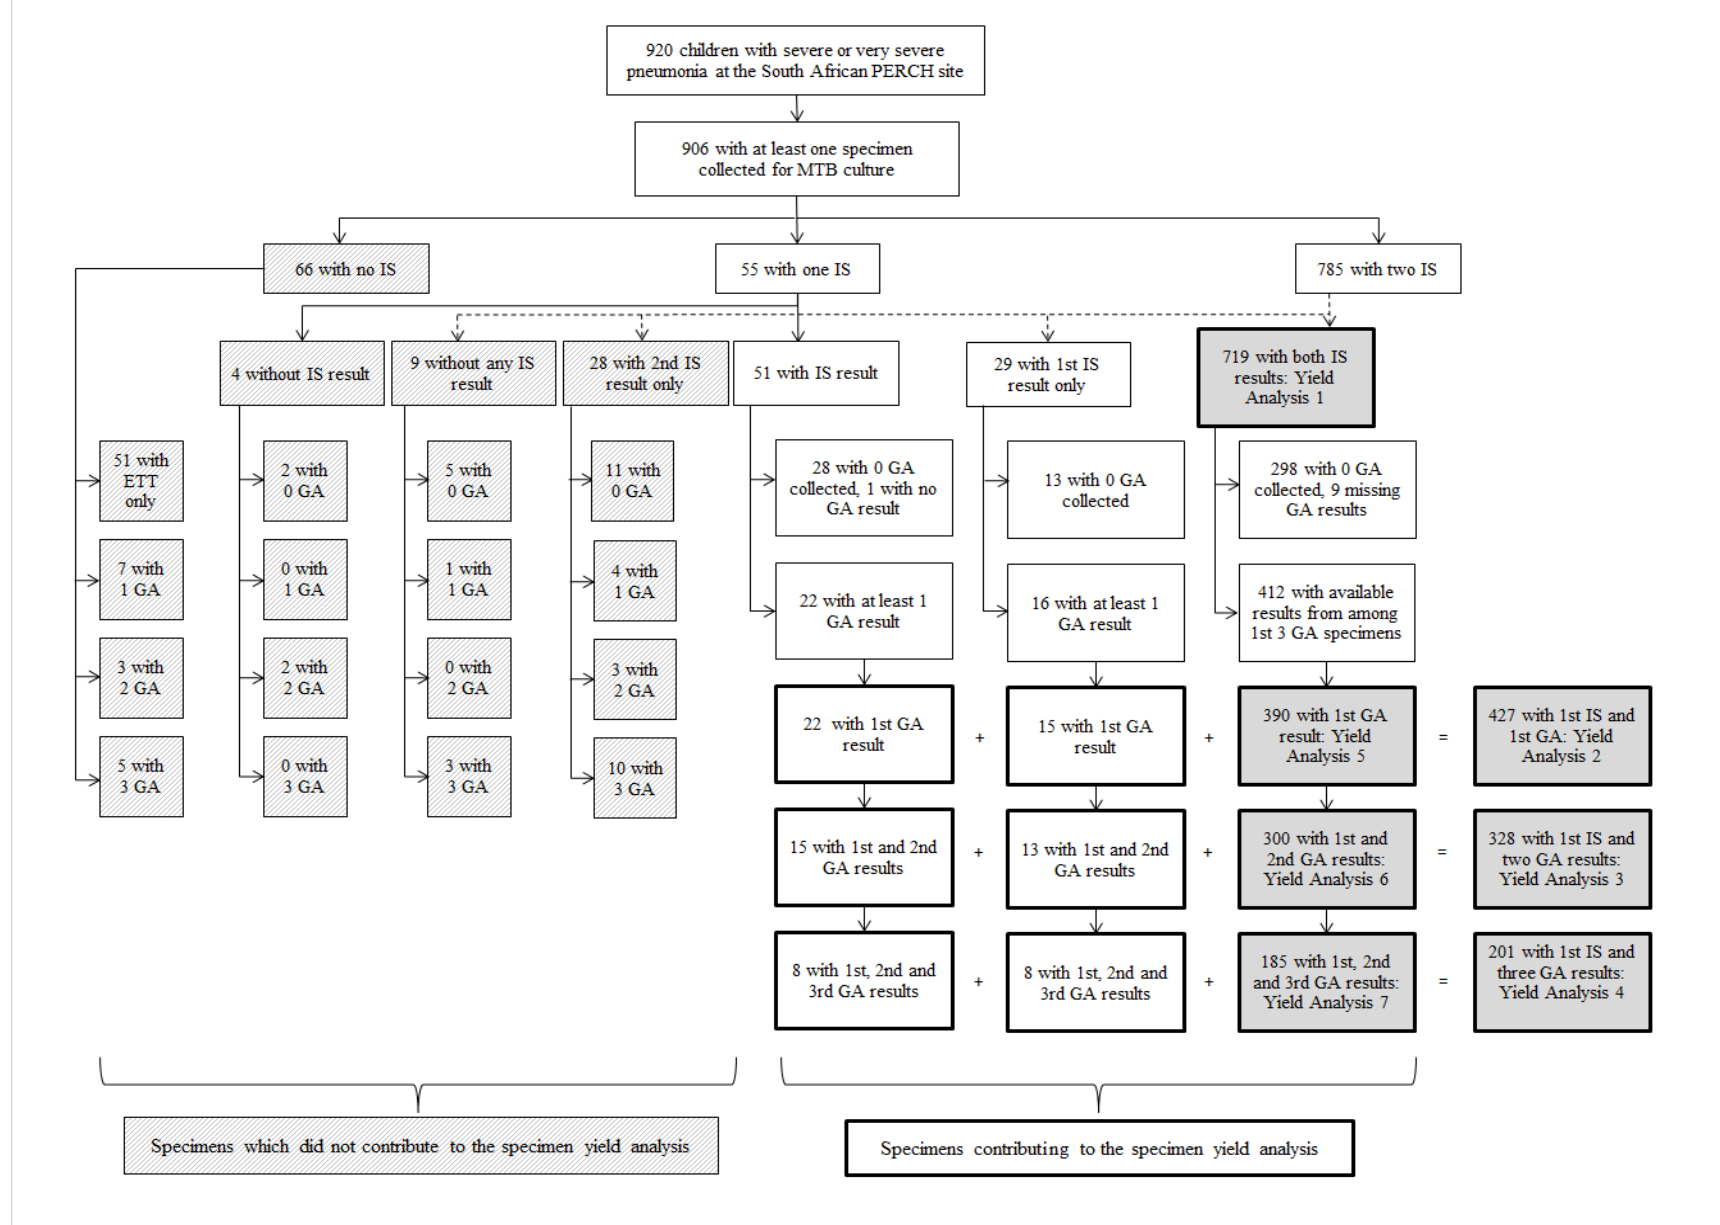 920 children with severe or very severe
pneumonia at the South African PERCH site
906 with at least one specimen
collected for MTB culture
66 with no IS
55 with one IS
785 with two IS
4 without IS result
9 without any IS
result
28 with 2nd IS
result only
51 with IS result
29 with 1st IS
result only
719 with both IS
results: Yield
Analysis 1
51 with
ETT
only
2 with
0 GA
5 with
0 GA
11 with
0 GA
28 with 0 GA
collected, 1 with no
GA result
13 with 0 GA
collected
298 with 0 GA
collected, 9 missing
GA results
7 with
1 GA
0 with
1 GA
1 with
1 GA
4 with
1 GA
22 with at least 1
GA result
16 with at least 1
GA result
412 with available
results from among
1st 3 GA specimens
3 with
2 GA
2 with
2 GA
0 with
2 GA
3 with
2 GA
22 with 1st GA
result
+
15 with 1st GA
result
+
390 with 1st GA
result: Yield
Analysis 5
=
427 with 1st IS and
1st GA: Yield
Analysis 2
5 with
3 GA
0 with
3 GA
3 with
3 GA
10 with
3 GA
15 with 1st and 2nd
GA results
+
13 with 1st and 2nd
GA results
+
300 with 1st and
2nd GA results:
Yield Analysis 6
=
328 with 1st IS and
two GA results:
Yield Analysis 3
8 with 1st, 2nd and
3rd GA results
+
8 with 1st, 2nd and
3rd GA results
+
185 with 1st, 2nd
and 3rd GA results:
Yield Analysis 7
=
201 with 1st IS and
three GA results:
Yield Analysis 4
Specimens which did not contribute to the specimen yield analysis
Specimens contributing to the specimen yield analysis